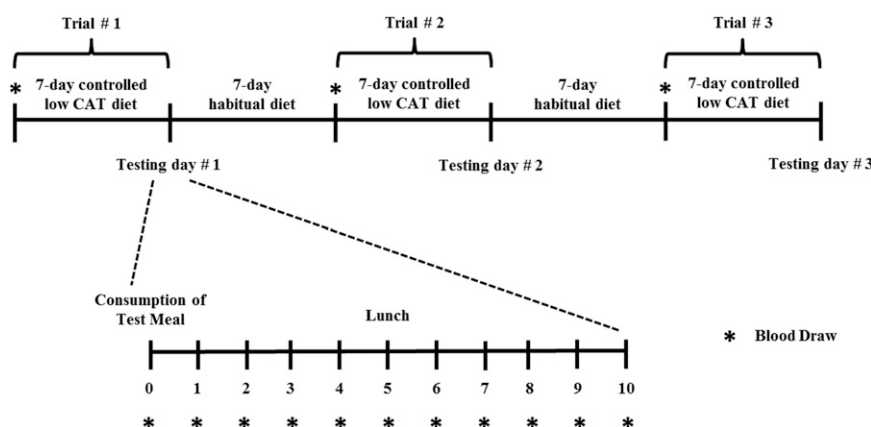 Trial # 1
Trial # 2
Trial # 3
* 7-day controlled
low CAT diet
7-day
habitual diet
* 7-day controlled
low CAT diet
7-day
habitual diet
* 7-day controlled
low CAT diet
Testing day # 1
Testing day # 2
Testing day # 3
Consumption of
Test Meal
Lunch
* Blood Draw
0 1 2 3 4 5 6 7 8 9 10
* * * * * * * * * * *